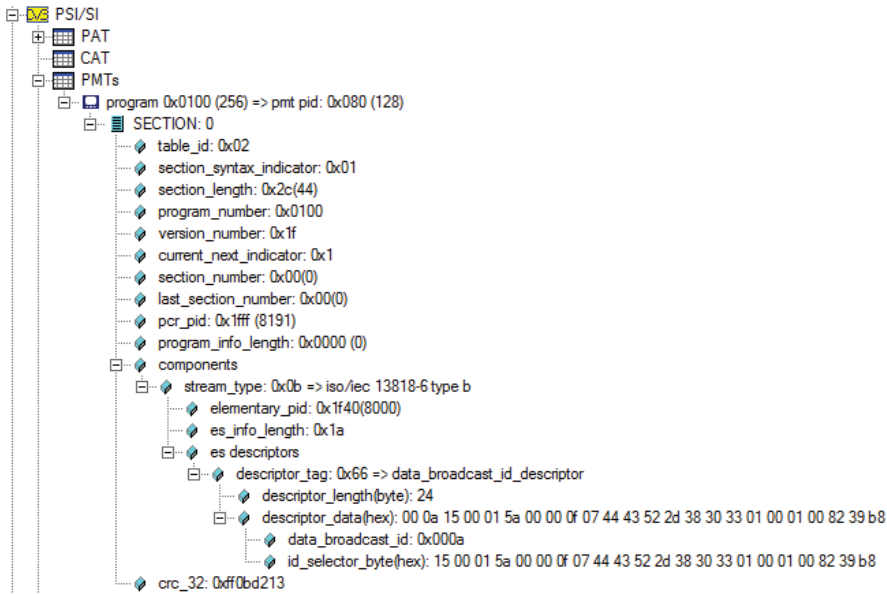 DVB PSI/SI
PAT
CAT
PMTs
program 0x0100 (256) => pmt pid: 0x080 (128)
SECTION: 0
table_id: 0x02
section_syntax_indicator: 0x01
section_length: 0x2c(44)
program_number: 0x0100
version_number: 0x1f
current_next_indicator: 0x1
section_number: 0x00(0)
last_section_number: 0x00(0)
pcr_pid: 0x1fff (8191)
program_info_length: 0x0000 (0)
components
stream_type: 0x0b => iso/iec 13818-6 type b
elementary_pid: 0x1f40(8000)
es_info_length: 0x1a
es descriptors
descriptor_tag: 0x66 => data_broadcast_id_descriptor
descriptor_length(byte): 24
descriptor_data(hex): 00 0a 15 00 01 5a 00 00 0f 07 44 43 52 2d 38 30 33 01 00 01 00 82 39 b8
data_broadcast_id: 0x000a
id_selector_byte(hex): 15 00 01 5a 00 00 0f 07 44 43 52 2d 38 30 33 01 00 01 00 82 39 b8
crc_32: 0xff0bd213